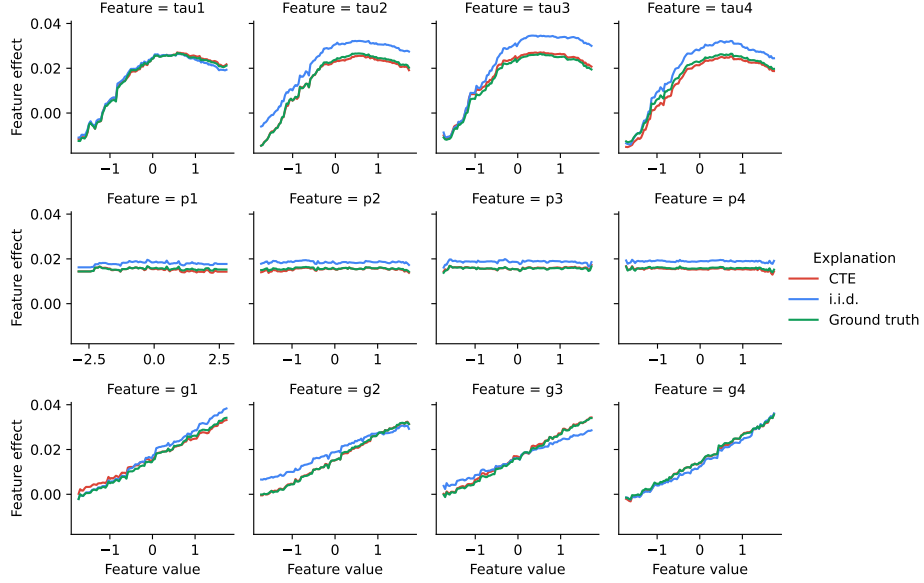 Feature = tau1 Feature = tau2 Feature = tau3 Feature = tau4
Feature effect
0.04
0.02
0.00
−1 0 1 −1 0 1 −1 0 1 −1 0 1
Feature = p1 Feature = p2 Feature = p3 Feature = p4
Feature effect
0.04
0.02
0.00
−2.5 0.0 2.5 −1 0 1 −1 0 1 −1 0 1
Explanation
CTE
i.i.d.
Ground truth
Feature = g1 Feature = g2 Feature = g3 Feature = g4
Feature effect
0.04
0.02
0.00
−1 0 1 −1 0 1 −1 0 1 −1 0 1
Feature value Feature value Feature value Feature value